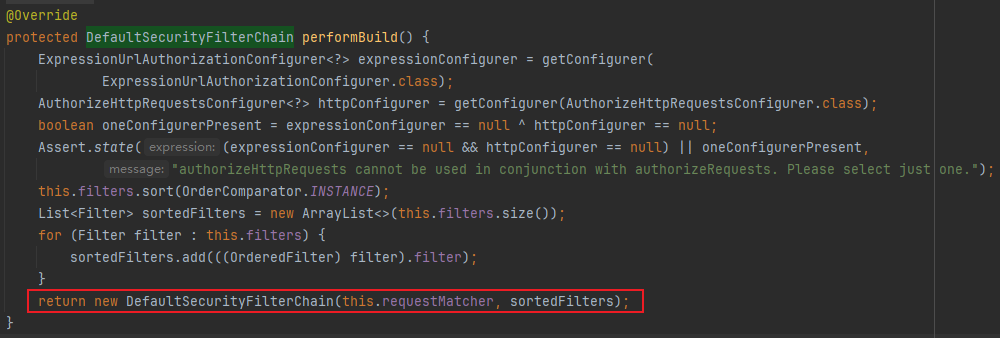 @Override
protected DefaultSecurityFilterChain performBuild() {
    ExpressionUrlAuthorizationConfigurer<?> expressionConfigurer = getConfigurer(
            ExpressionUrlAuthorizationConfigurer.class);
    AuthorizeHttpRequestsConfigurer<?> httpConfigurer = getConfigurer(AuthorizeHttpRequestsConfigurer.class);
    boolean oneConfigurerPresent = expressionConfigurer == null ^ httpConfigurer == null;
    Assert.state( expression: (expressionConfigurer == null && httpConfigurer == null) || oneConfigurerPresent,
            message: "authorizeHttpRequests cannot be used in conjunction with authorizeRequests. Please select just one.");
    this.filters.sort(OrderComparator.INSTANCE);
    List<Filter> sortedFilters = new ArrayList<>(this.filters.size());
    for (Filter filter : this.filters) {
        sortedFilters.add(((OrderedFilter) filter).filter);
    }
    return new DefaultSecurityFilterChain(this.requestMatcher, sortedFilters);
}